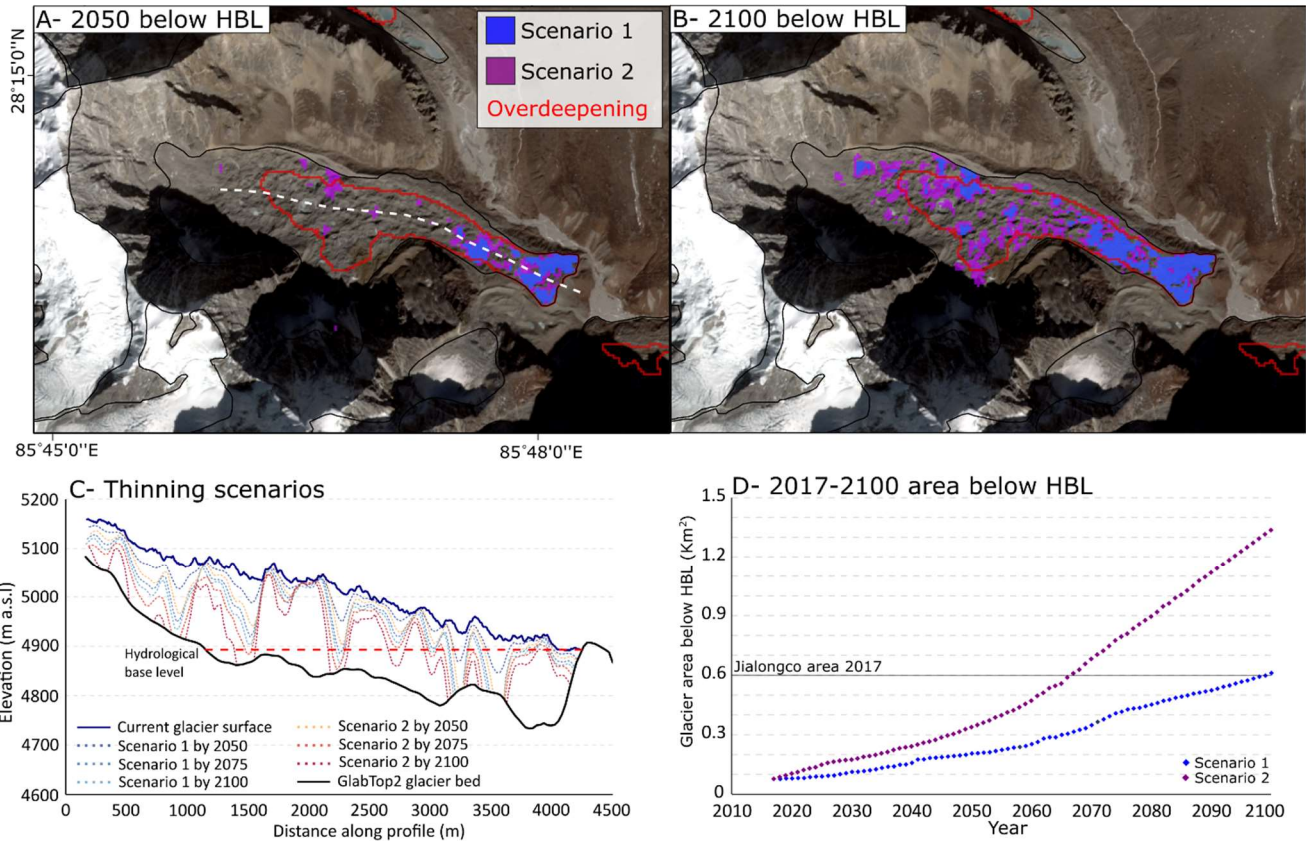 A- 2050 below HBL
Scenario 1
Scenario 2
Overdeepening
B- 2100 below HBL
28°15'0"N
85°45'0"E
85°48'0"E
C- Thinning scenarios
5200
5100
5000
4900
4800
4700
4600
Elevation (m a.s.l)
Hydrological
base level
Current glacier surface
Scenario 1 by 2050
Scenario 1 by 2075
Scenario 1 by 2100
Scenario 2 by 2050
Scenario 2 by 2075
Scenario 2 by 2100
GlabTop2 glacier bed
0 500 1000 1500 2000 2500 3000 3500 4000 4500
Distance along profile (m)
D- 2017-2100 area below HBL
1.5
1.2
0.9
0.6
0.3
0
Glacier area below HBL (Km²)
Jialongco area 2017
Scenario 1
Scenario 2
2010 2020 2030 2040 2050 2060 2070 2080 2090 2100
Year